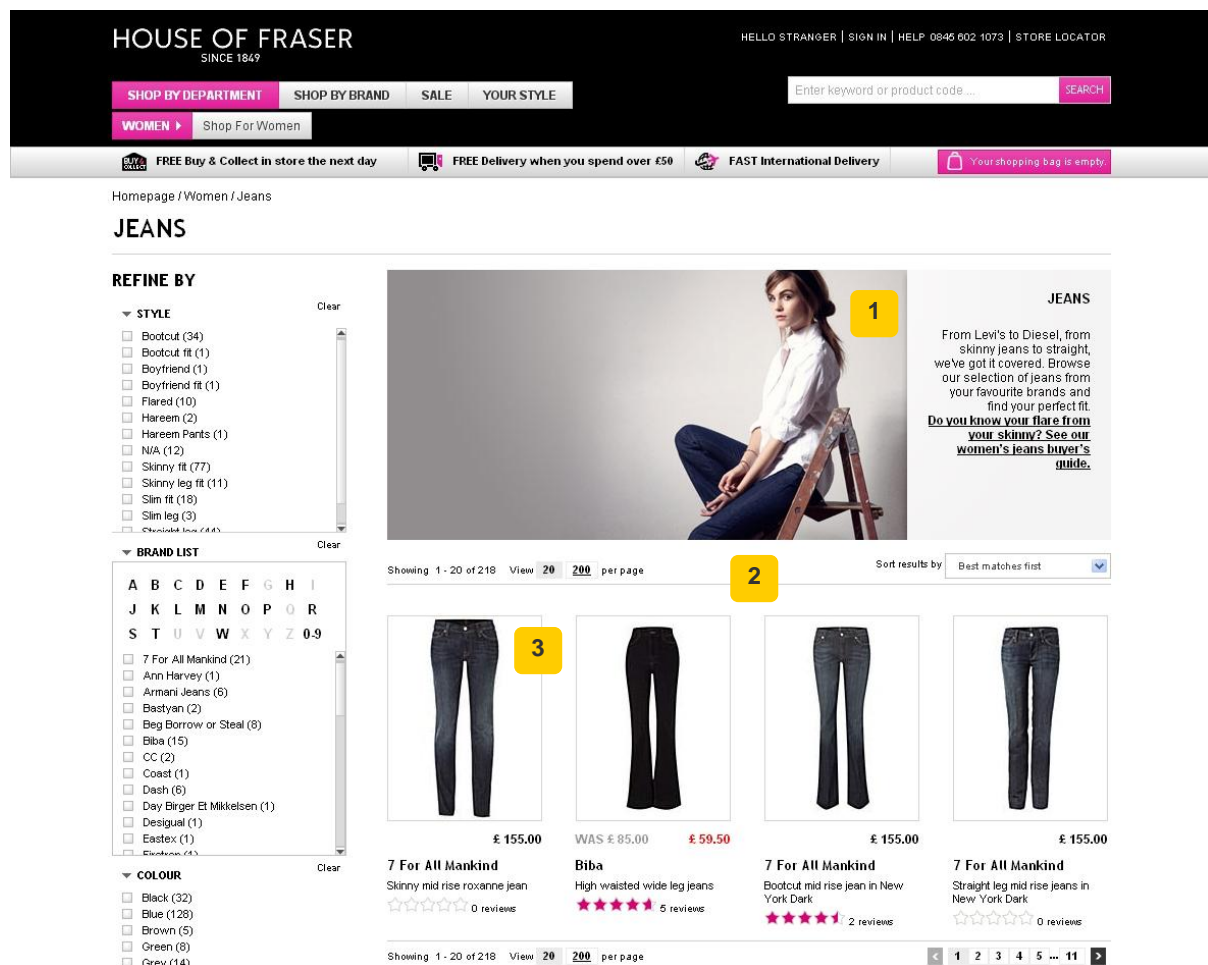 HOUSE OF FRASER
SINCE 1849
HELLO STRANGER | SIGN IN | HELP 0845 602 1073 | STORE LOCATOR
SHOP BY DEPARTMENT SHOP BY BRAND SALE YOUR STYLE
Enter keyword or product code ... SEARCH
WOMEN Shop For Women
BUY & COLLECT FREE Buy & Collect in store the next day FREE Delivery when you spend over £50 FAST International Delivery Your shopping bag is empty.
Homepage / Women / Jeans
JEANS
REFINE BY
STYLE Clear
Bootcut (34)
Bootcut fit (1)
Boyfriend (1)
Boyfriend fit (1)
Flared (10)
Hareem (2)
Hareem Pants (1)
N/A (12)
Skinny fit (77)
Skinny leg fit (11)
Slim fit (18)
Slim leg (3)
Straight leg (44)
BRAND LIST Clear
A B C D E F G H I
J K L M N O P Q R
S T U V W X Y Z 0-9
7 For All Mankind (21)
Ann Harvey (1)
Armani Jeans (6)
Bastyan (2)
Beg Borrow or Steal (8)
Biba (15)
CC (2)
Coast (1)
Dash (6)
Day Birger Et Mikkelsen (1)
Desigual (1)
Eastex (1)
COLOUR Clear
Black (32)
Blue (128)
Brown (5)
Green (8)
Grey (14)
1
JEANS
From Levi's to Diesel, from
skinny jeans to straight,
we've got it covered. Browse
our selection of jeans from
your favourite brands and
find your perfect fit.
Do you know your flare from
your skinny? See our
women's jeans buyer's
guide.
Showing 1 - 20 of 218 View 20 200 per page
2
Sort results by Best matches first
3
£ 155.00
7 For All Mankind
Skinny mid rise roxanne jean
0 reviews
WAS £ 85.00 £ 59.50
Biba
High waisted wide leg jeans
5 reviews
£ 155.00
7 For All Mankind
Bootcut mid rise jean in New
York Dark
2 reviews
£ 155.00
7 For All Mankind
Straight leg mid rise jeans in
New York Dark
0 reviews
Showing 1 - 20 of 218 View 20 200 per page
< 1 2 3 4 5 ... 11 >